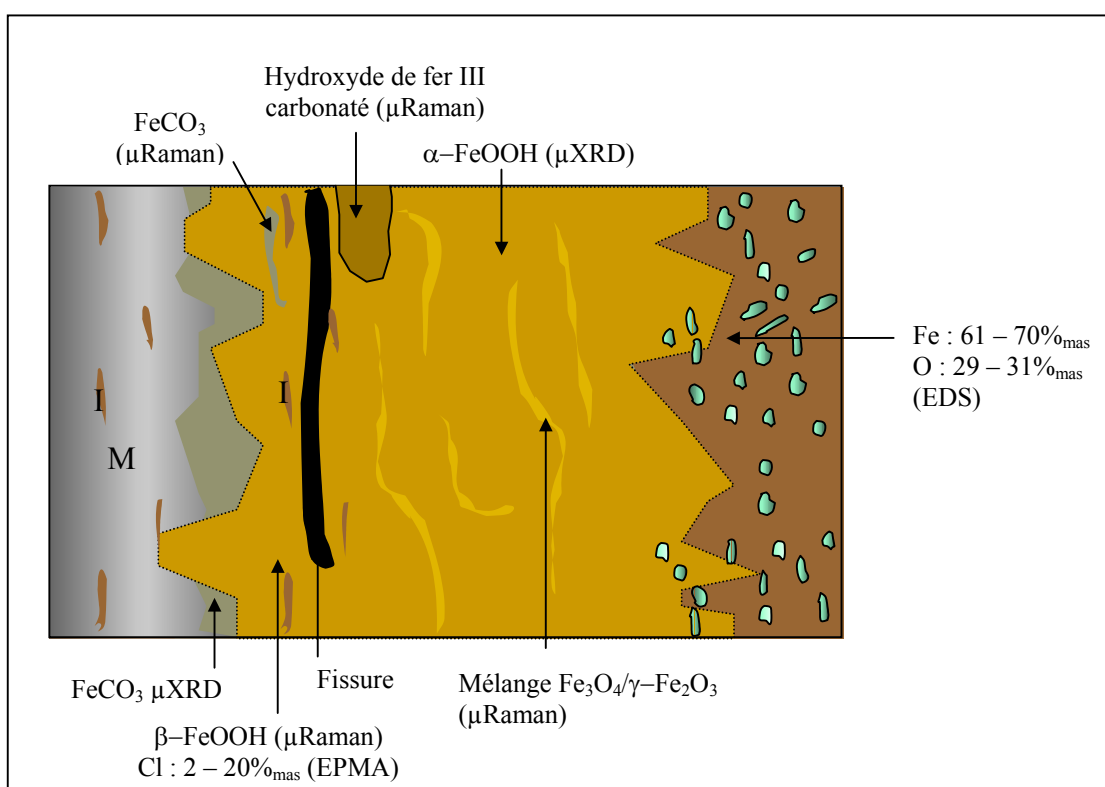 Hydroxyde de fer III
carbonaté (µRaman)
FeCO3
(µRaman)
α–FeOOH (µXRD)
Fe : 61 – 70%mas
O : 29 – 31%mas
(EDS)
I
I
M
FeCO3 µXRD
Fissure
Mélange Fe3O4/γ–Fe2O3
(µRaman)
β–FeOOH (µRaman)
Cl : 2 – 20%mas (EPMA)